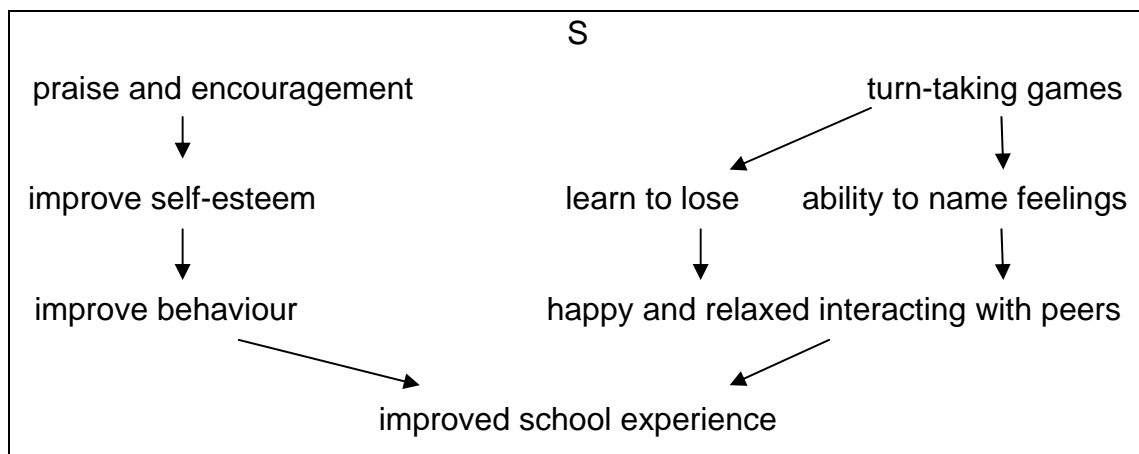 S
praise and encouragement turn-taking games
improve self-esteem learn to lose ability to name feelings
improve behaviour happy and relaxed interacting with peers
improved school experience